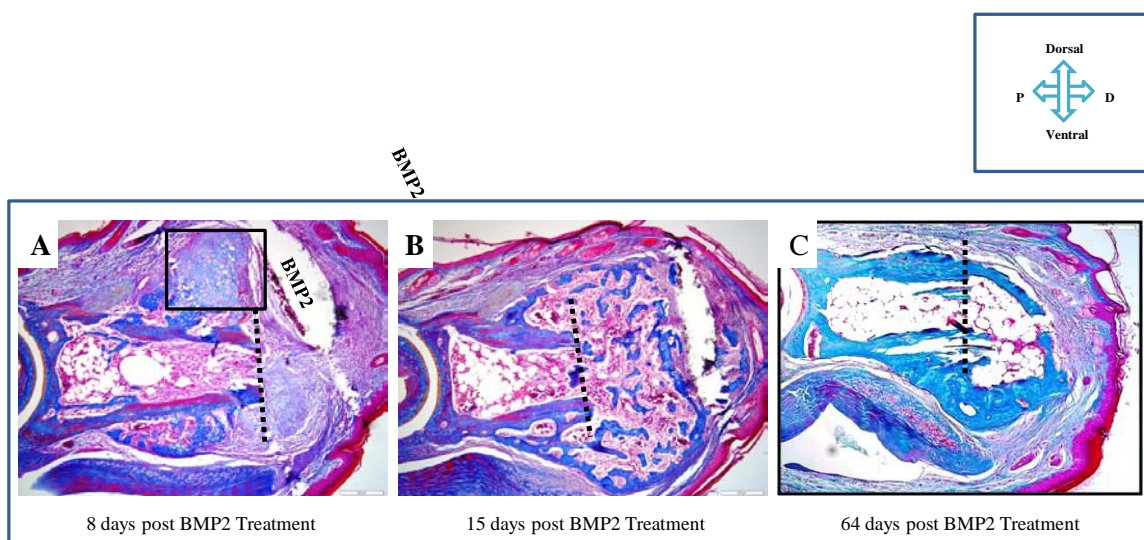 Dorsal
P D
Ventral
BMP2
A
B
C
BMP2
8 days post BMP2 Treatment
15 days post BMP2 Treatment
64 days post BMP2 Treatment